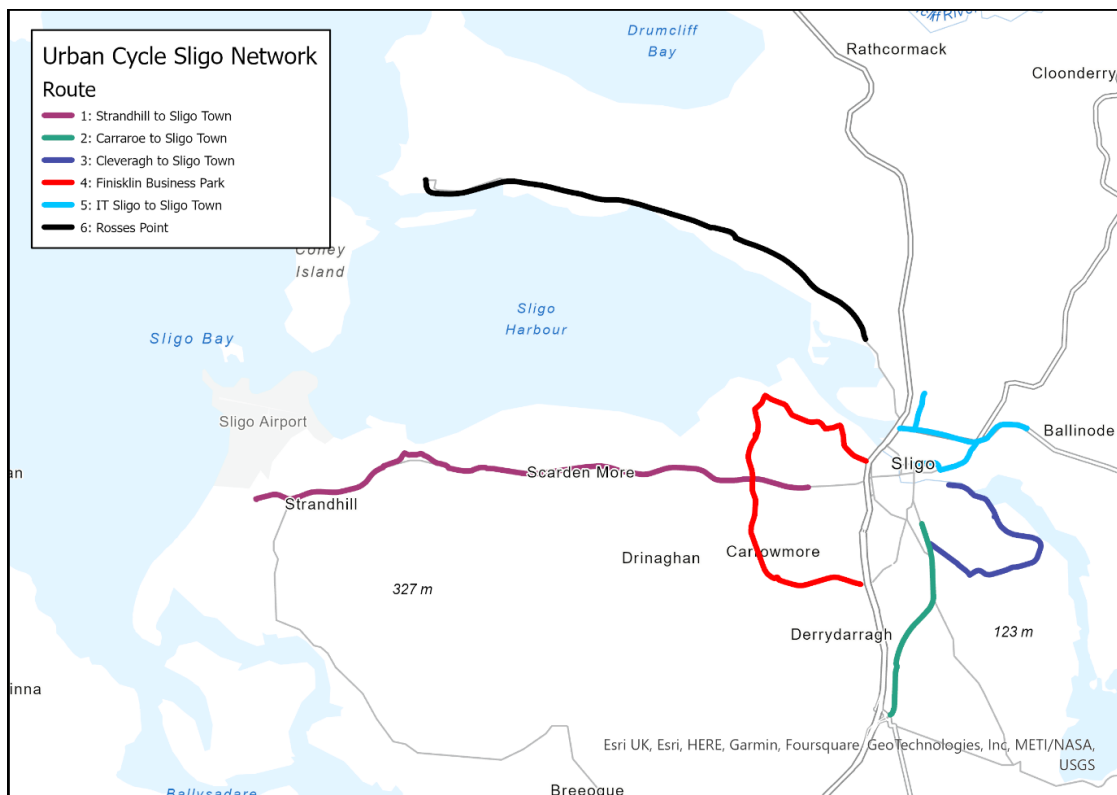 Urban Cycle Sligo Network
Route
1: Strandhill to Sligo Town
2: Carraroe to Sligo Town
3: Cleveragh to Sligo Town
4: Finisklin Business Park
5: IT Sligo to Sligo Town
6: Rosses Point
Drumcliff
Bay
Rathcormack
Cloonderry
Coney
Island
Sligo Bay
Sligo
Harbour
Sligo Airport
Ballinode
Sligo
Scarden More
Strandhill
Drinaghan
Carrowmore
327 m
Derrydarragh
123 m
inna
Esri UK, Esri, HERE, Garmin, Foursquare, GeoTechnologies, Inc, METI/NASA,
USGS
Breeogue
Ballysadare